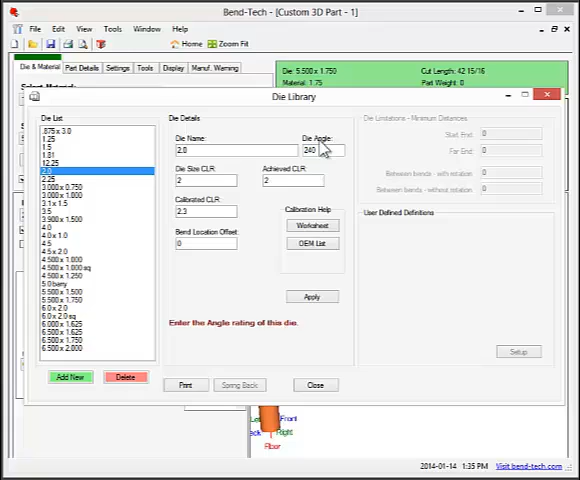 Bend-Tech - [Custom 3D Part - 1]
File Edit View Tools Window Help
Home Zoom Fit
Die & Material Part Details Settings Tools Display Manuf. Warning
Die: 5.500 x 1.750 Cut Length: 42 15/16
Material: 1.75 Part Weight: 0
Die Library
Die List
.875 x 3.0
1.25
1.5
1.81
12.25
2.0
2.25
3.000 x 0.750
3.000 x 1.000
3.1 x 1.5
3.5
3.900 x 1.500
4.0
4.0 x 1.0
4.5
4.5 x 2.0
4.500 x 1.000
4.500 x 1.000 sq
4.500 x 1.250
5.0 barry
5.500 x 1.500
5.500 x 1.750
6.0 x 2.0
6.0 x 2.0 sq
6.000 x 1.625
6.500 x 1.625
6.500 x 1.750
6.500 x 2.000
Add New Delete
Die Details
Die Name: Die Angle:
2.0 240
Die Size CLR: Achieved CLR:
2 2
Calibrated CLR:
2.3
Bend Location Offset:
0
Calibration Help
Worksheet
OEM List
Apply
Enter the Angle rating of this die.
Print Spring Back Close
Die Limitations - Minimum Distances
Start End: 0
Far End: 0
Between bends - with rotation: 0
Between bends - without rotation: 0
User Defined Definitions
Setup
Front
Right
Floor
2014-01-14 1:35 PM Visit bend-tech.com